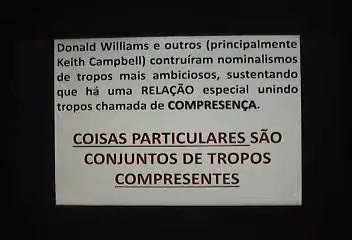 Donald Williams e outros (principalmente
Keith Campbell) contruíram nominalismos
de tropos mais ambiciosos, sustentando
que há uma RELAÇÃO especial unindo
tropos chamada de COMPRESENÇA.
COISAS PARTICULARES SÃO
CONJUNTOS DE TROPOS
COMPRESENTES